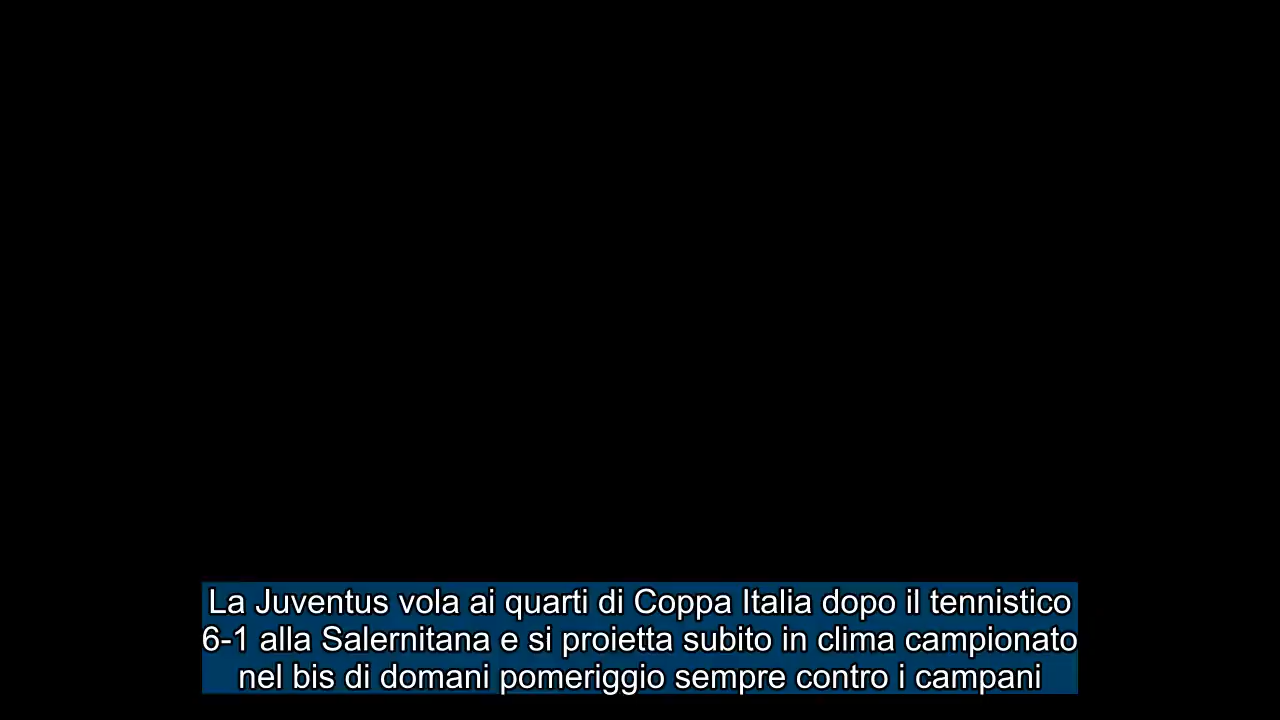 La Juventus vola ai quarti di Coppa Italia dopo il tennistico
6-1 alla Salernitana e si proietta subito in clima campionato
nel bis di domani pomeriggio sempre contro i campani